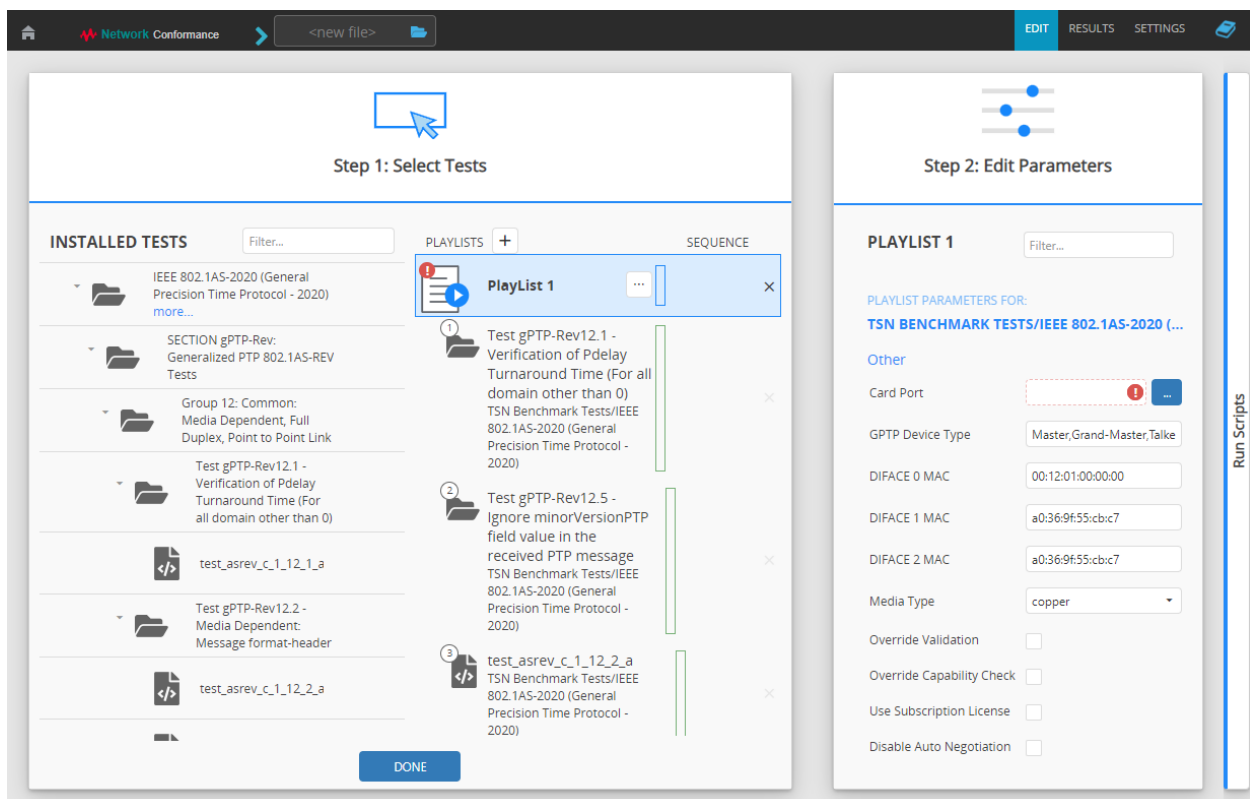 Network Conformance
<new file>
EDIT
RESULTS
SETTINGS
Step 1: Select Tests
INSTALLED TESTS
Filter...
IEEE 802.1AS-2020 (General
Precision Time Protocol - 2020)
more...
SECTION gPTP-Rev:
Generalized PTP 802.1AS-REV
Tests
Group 12: Common:
Media Dependent, Full
Duplex, Point to Point Link
Test gPTP-Rev12.1 -
Verification of Pdelay
Turnaround Time (For
all domain other than 0)
test_asrev_c_1_12_1_a
Test gPTP-Rev12.2 -
Media Dependent:
Message format-header
test_asrev_c_1_12_2_a
PLAYLISTS +
SEQUENCE
PlayList 1
...
×
1
Test gPTP-Rev12.1 -
Verification of Pdelay
Turnaround Time (For all
domain other than 0)
TSN Benchmark Tests/IEEE
802.1AS-2020 (General
Precision Time Protocol -
2020)
×
2
Test gPTP-Rev12.5 -
Ignore minorVersionPTP
field value in the
received PTP message
TSN Benchmark Tests/IEEE
802.1AS-2020 (General
Precision Time Protocol -
2020)
×
3
test_asrev_c_1_12_2_a
TSN Benchmark Tests/IEEE
802.1AS-2020 (General
Precision Time Protocol -
2020)
×
DONE
Step 2: Edit Parameters
PLAYLIST 1
Filter...
PLAYLIST PARAMETERS FOR:
TSN BENCHMARK TESTS/IEEE 802.1AS-2020 (...
Other
Card Port
...
GPTP Device Type
Master,Grand-Master,Talke
DIFACE 0 MAC
00:12:01:00:00:00
DIFACE 1 MAC
a0:36:9f:55:cb:c7
DIFACE 2 MAC
a0:36:9f:55:cb:c7
Media Type
copper
Override Validation
Override Capability Check
Use Subscription License
Disable Auto Negotiation
Run Scripts